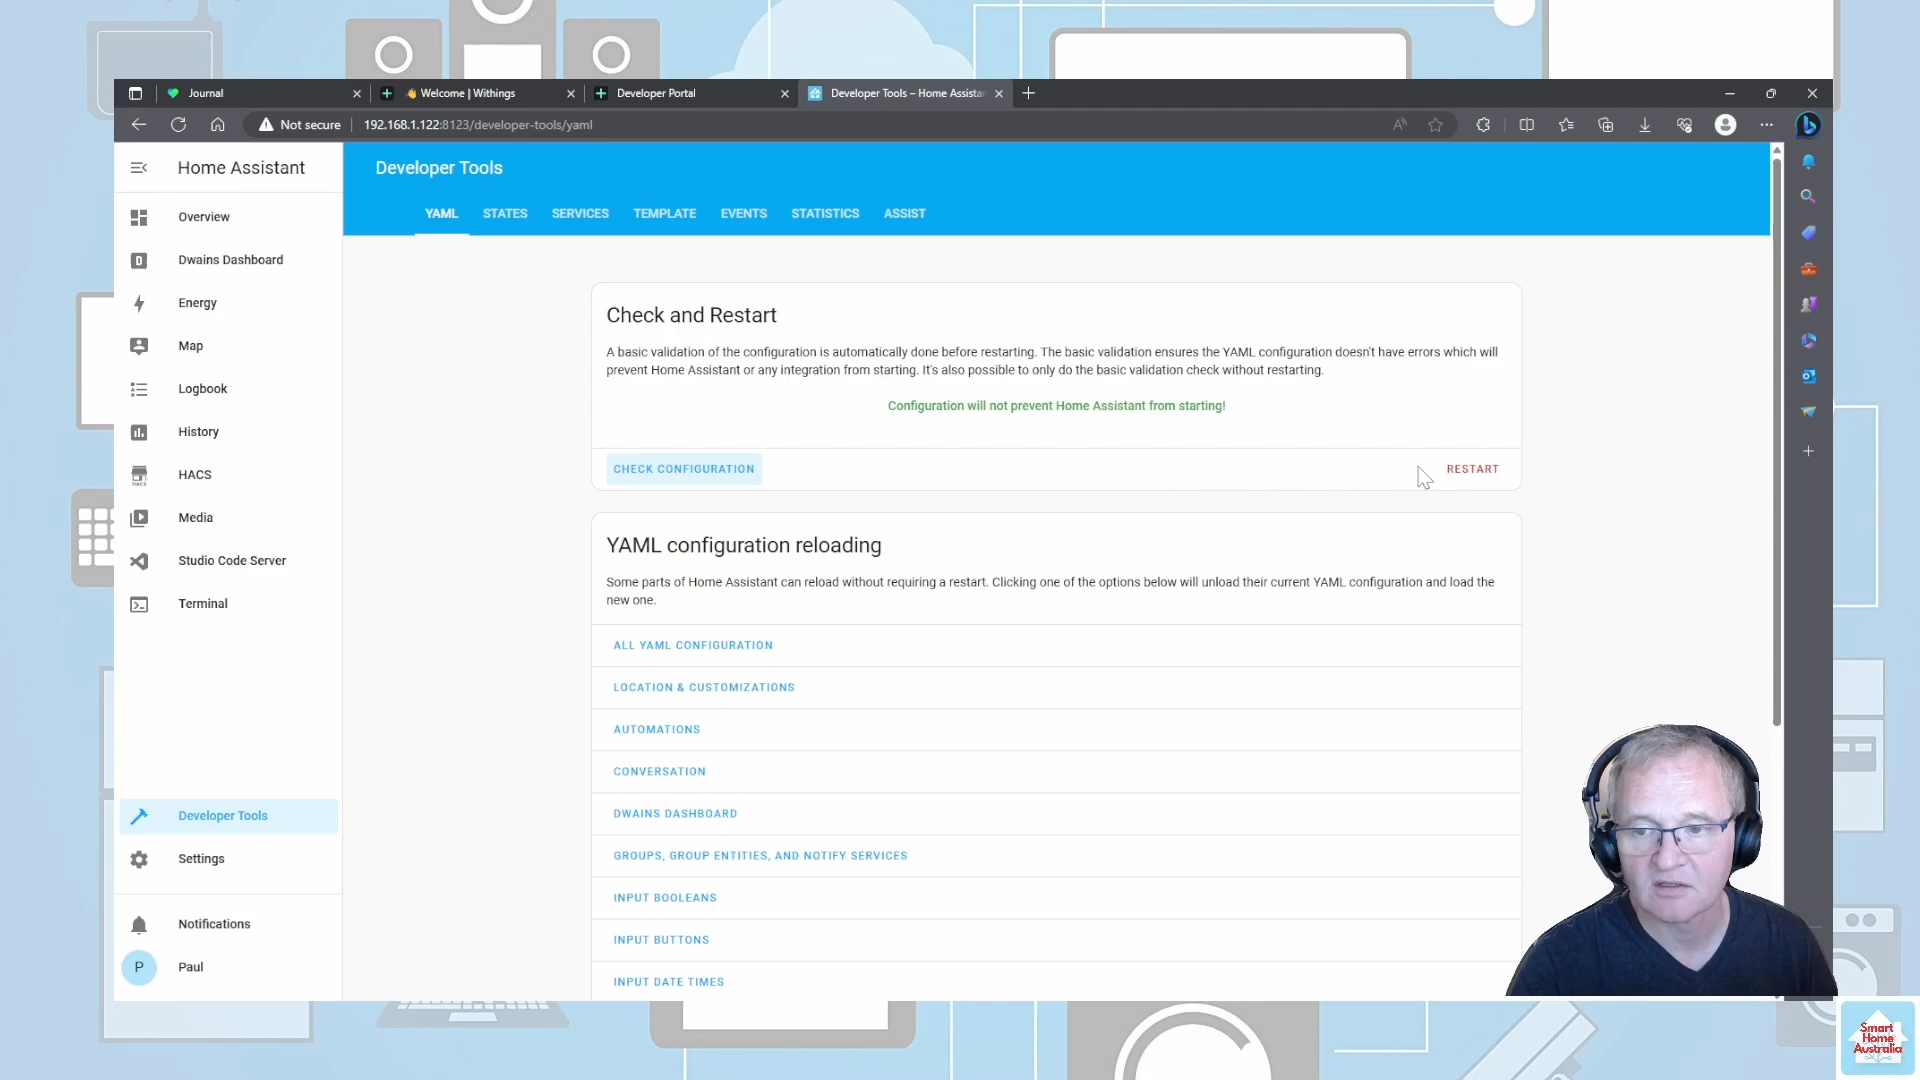 Journal
Welcome | Withings
Developer Portal
Developer Tools – Home Assista
Not secure
192.168.1.122:8123/developer-tools/yaml
Home Assistant
Developer Tools
YAML
STATES
SERVICES
TEMPLATE
EVENTS
STATISTICS
ASSIST
Overview
Dwains Dashboard
Energy
Map
Logbook
History
HACS
Media
Studio Code Server
Terminal
Developer Tools
Settings
Notifications
P
Paul
Check and Restart
A basic validation of the configuration is automatically done before restarting. The basic validation ensures the YAML configuration doesn't have errors which will
prevent Home Assistant or any integration from starting. It's also possible to only do the basic validation check without restarting.
Configuration will not prevent Home Assistant from starting!
CHECK CONFIGURATION
RESTART
YAML configuration reloading
Some parts of Home Assistant can reload without requiring a restart. Clicking one of the options below will unload their current YAML configuration and load the
new one.
ALL YAML CONFIGURATION
LOCATION & CUSTOMIZATIONS
AUTOMATIONS
CONVERSATION
DWAINS DASHBOARD
GROUPS, GROUP ENTITIES, AND NOTIFY SERVICES
INPUT BOOLEANS
INPUT BUTTONS
INPUT DATE TIMES
Smart
Home
Australia